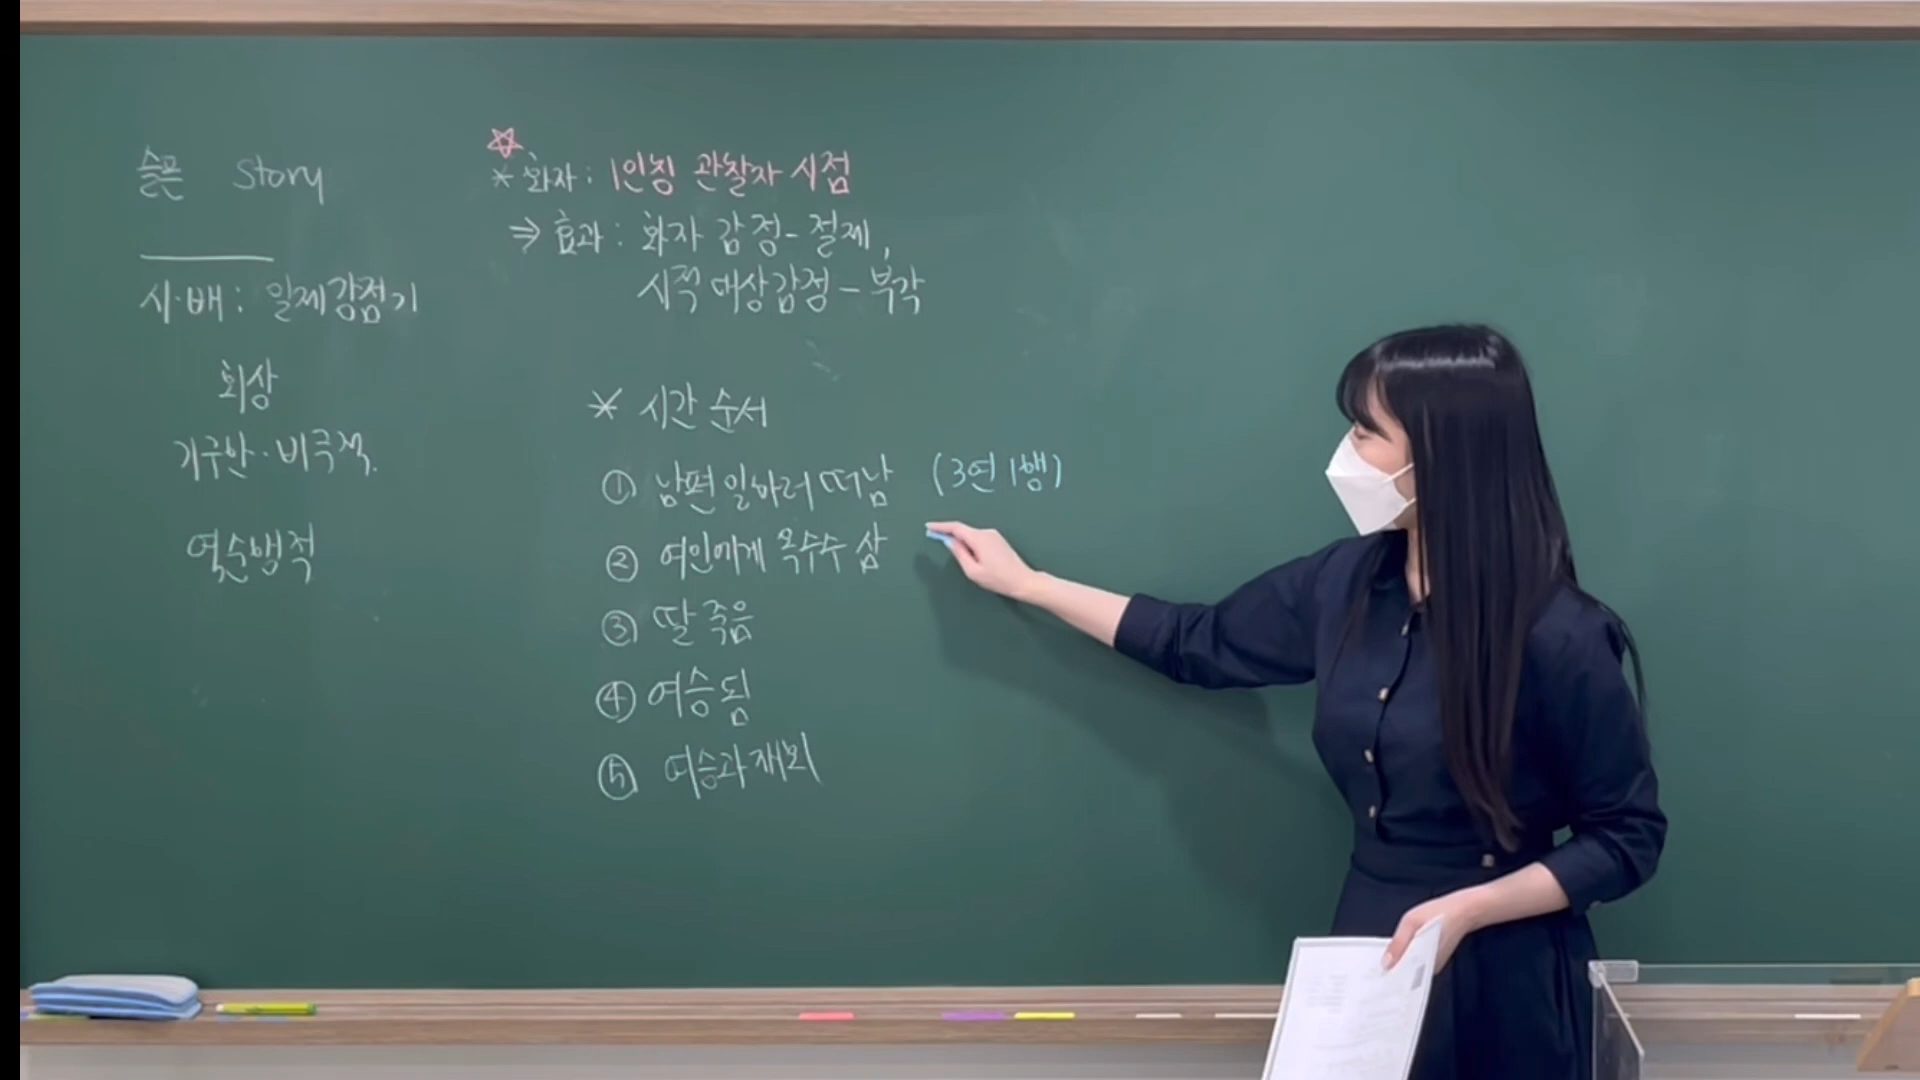 슬픈 Story
시·배 : 일제강점기
회상
기구한·비극적.
역순행적
* 화자 : 1인칭 관찰자 시점
⇒ 효과 : 화자 감정 - 절제,
시적 대상 감정 - 부각
* 시간 순서
① 남편 일하러 떠남 (3연 1행)
② 여인에게 옥수수 삼
③ 딸 죽음
④ 여승 됨
⑤ 여승과 재회